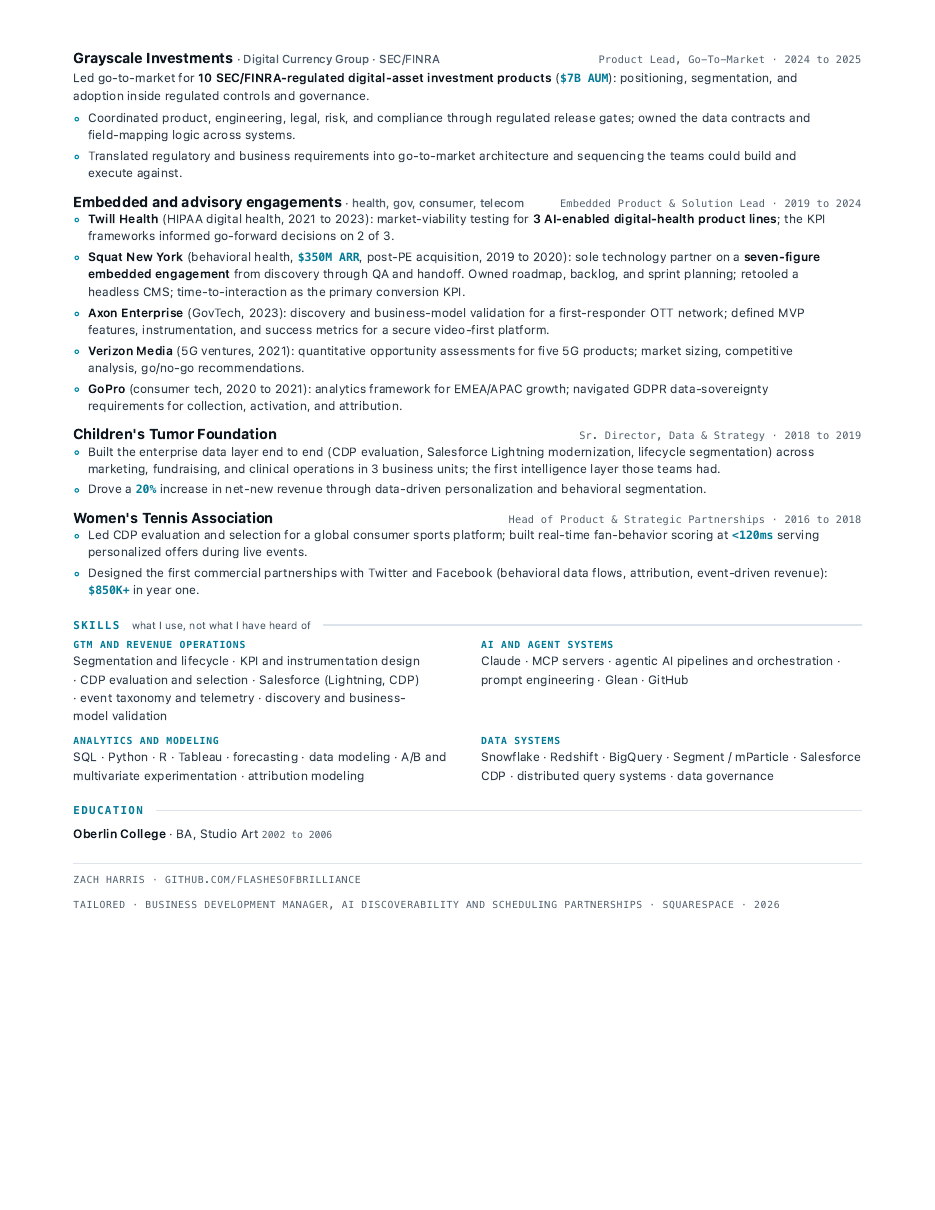 Grayscale Investments · Digital Currency Group · SEC/FINRA Product Lead, Go-To-Market · 2024 to 2025
Led go-to-market for 10 SEC/FINRA-regulated digital-asset investment products ($7B AUM): positioning, segmentation, and
adoption inside regulated controls and governance.
Coordinated product, engineering, legal, risk, and compliance through regulated release gates; owned the data contracts and
field-mapping logic across systems.
Translated regulatory and business requirements into go-to-market architecture and sequencing the teams could build and
execute against.
Embedded and advisory engagements · health, gov, consumer, telecom Embedded Product & Solution Lead · 2019 to 2024
Twill Health (HIPAA digital health, 2021 to 2023): market-viability testing for 3 AI-enabled digital-health product lines; the KPI
frameworks informed go-forward decisions on 2 of 3.
Squat New York (behavioral health, $350M ARR, post-PE acquisition, 2019 to 2020): sole technology partner on a seven-figure
embedded engagement from discovery through QA and handoff. Owned roadmap, backlog, and sprint planning; retooled a
headless CMS; time-to-interaction as the primary conversion KPI.
Axon Enterprise (GovTech, 2023): discovery and business-model validation for a first-responder OTT network; defined MVP
features, instrumentation, and success metrics for a secure video-first platform.
Verizon Media (5G ventures, 2021): quantitative opportunity assessments for five 5G products; market sizing, competitive
analysis, go/no-go recommendations.
GoPro (consumer tech, 2020 to 2021): analytics framework for EMEA/APAC growth; navigated GDPR data-sovereignty
requirements for collection, activation, and attribution.
Children's Tumor Foundation Sr. Director, Data & Strategy · 2018 to 2019
Built the enterprise data layer end to end (CDP evaluation, Salesforce Lightning modernization, lifecycle segmentation) across
marketing, fundraising, and clinical operations in 3 business units; the first intelligence layer those teams had.
Drove a 20% increase in net-new revenue through data-driven personalization and behavioral segmentation.
Women's Tennis Association Head of Product & Strategic Partnerships · 2016 to 2018
Led CDP evaluation and selection for a global consumer sports platform; built real-time fan-behavior scoring at <120ms serving
personalized offers during live events.
Designed the first commercial partnerships with Twitter and Facebook (behavioral data flows, attribution, event-driven revenue):
$850K+ in year one.
SKILLS what I use, not what I have heard of
GTM AND REVENUE OPERATIONS
Segmentation and lifecycle · KPI and instrumentation design
· CDP evaluation and selection · Salesforce (Lightning, CDP)
· event taxonomy and telemetry · discovery and business-
model validation
AI AND AGENT SYSTEMS
Claude · MCP servers · agentic AI pipelines and orchestration ·
prompt engineering · Glean · GitHub
ANALYTICS AND MODELING
SQL · Python · R · Tableau · forecasting · data modeling · A/B and
multivariate experimentation · attribution modeling
DATA SYSTEMS
Snowflake · Redshift · BigQuery · Segment / mParticle · Salesforce
CDP · distributed query systems · data governance
EDUCATION
Oberlin College · BA, Studio Art 2002 to 2006
ZACH HARRIS · GITHUB.COM/FLASHESOFBRILLIANCE
TAILORED · BUSINESS DEVELOPMENT MANAGER, AI DISCOVERABILITY AND SCHEDULING PARTNERSHIPS · SQUARESPACE · 2026